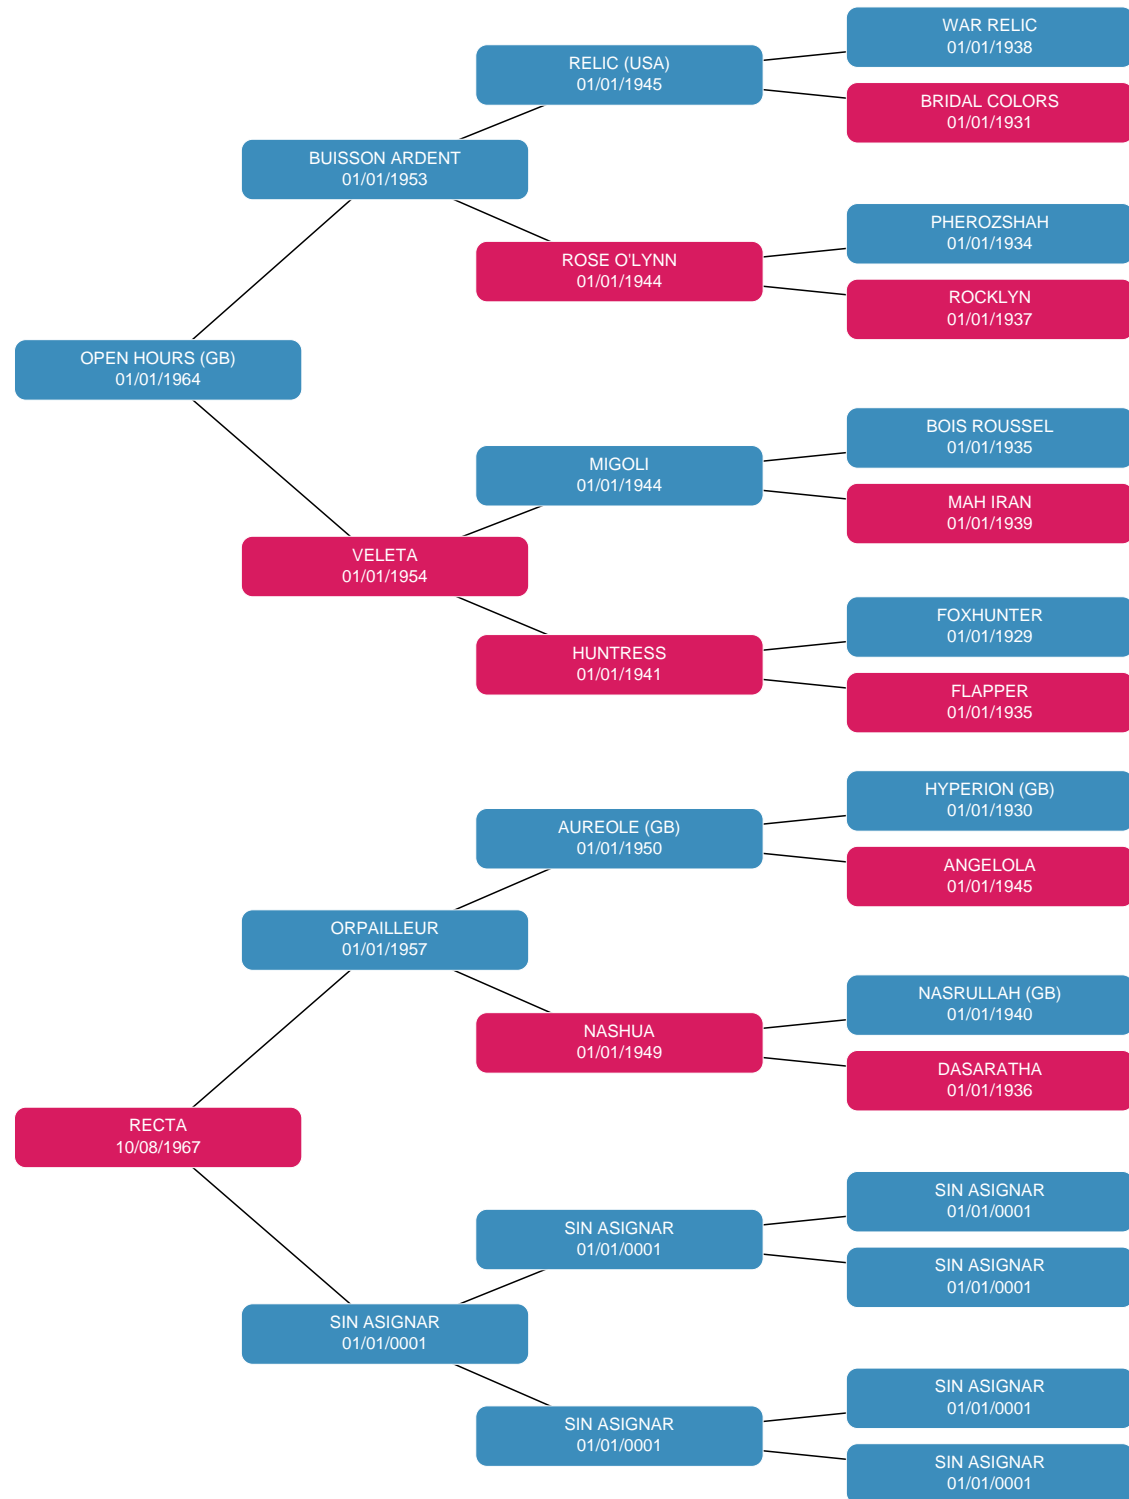 WAR RELIC
01/01/1938
RELIC (USA)
01/01/1945
BRIDAL COLORS
01/01/1931
BUISSON ARDENT
01/01/1953
PHEROZSHAH
01/01/1934
ROSE O'LYNN
01/01/1944
ROCKLYN
01/01/1937
OPEN HOURS (GB)
01/01/1964
BOIS ROUSSEL
01/01/1935
MIGOLI
01/01/1944
MAH IRAN
01/01/1939
VELETA
01/01/1954
FOXHUNTER
01/01/1929
HUNTRESS
01/01/1941
FLAPPER
01/01/1935
HYPERION (GB)
01/01/1930
AUREOLE (GB)
01/01/1950
ANGELOLA
01/01/1945
ORPAILLEUR
01/01/1957
NASRULLAH (GB)
01/01/1940
NASHUA
01/01/1949
DASARATHA
01/01/1936
RECTA
10/08/1967
SIN ASIGNAR
01/01/0001
SIN ASIGNAR
01/01/0001
SIN ASIGNAR
01/01/0001
SIN ASIGNAR
01/01/0001
SIN ASIGNAR
01/01/0001
SIN ASIGNAR
01/01/0001
SIN ASIGNAR
01/01/0001